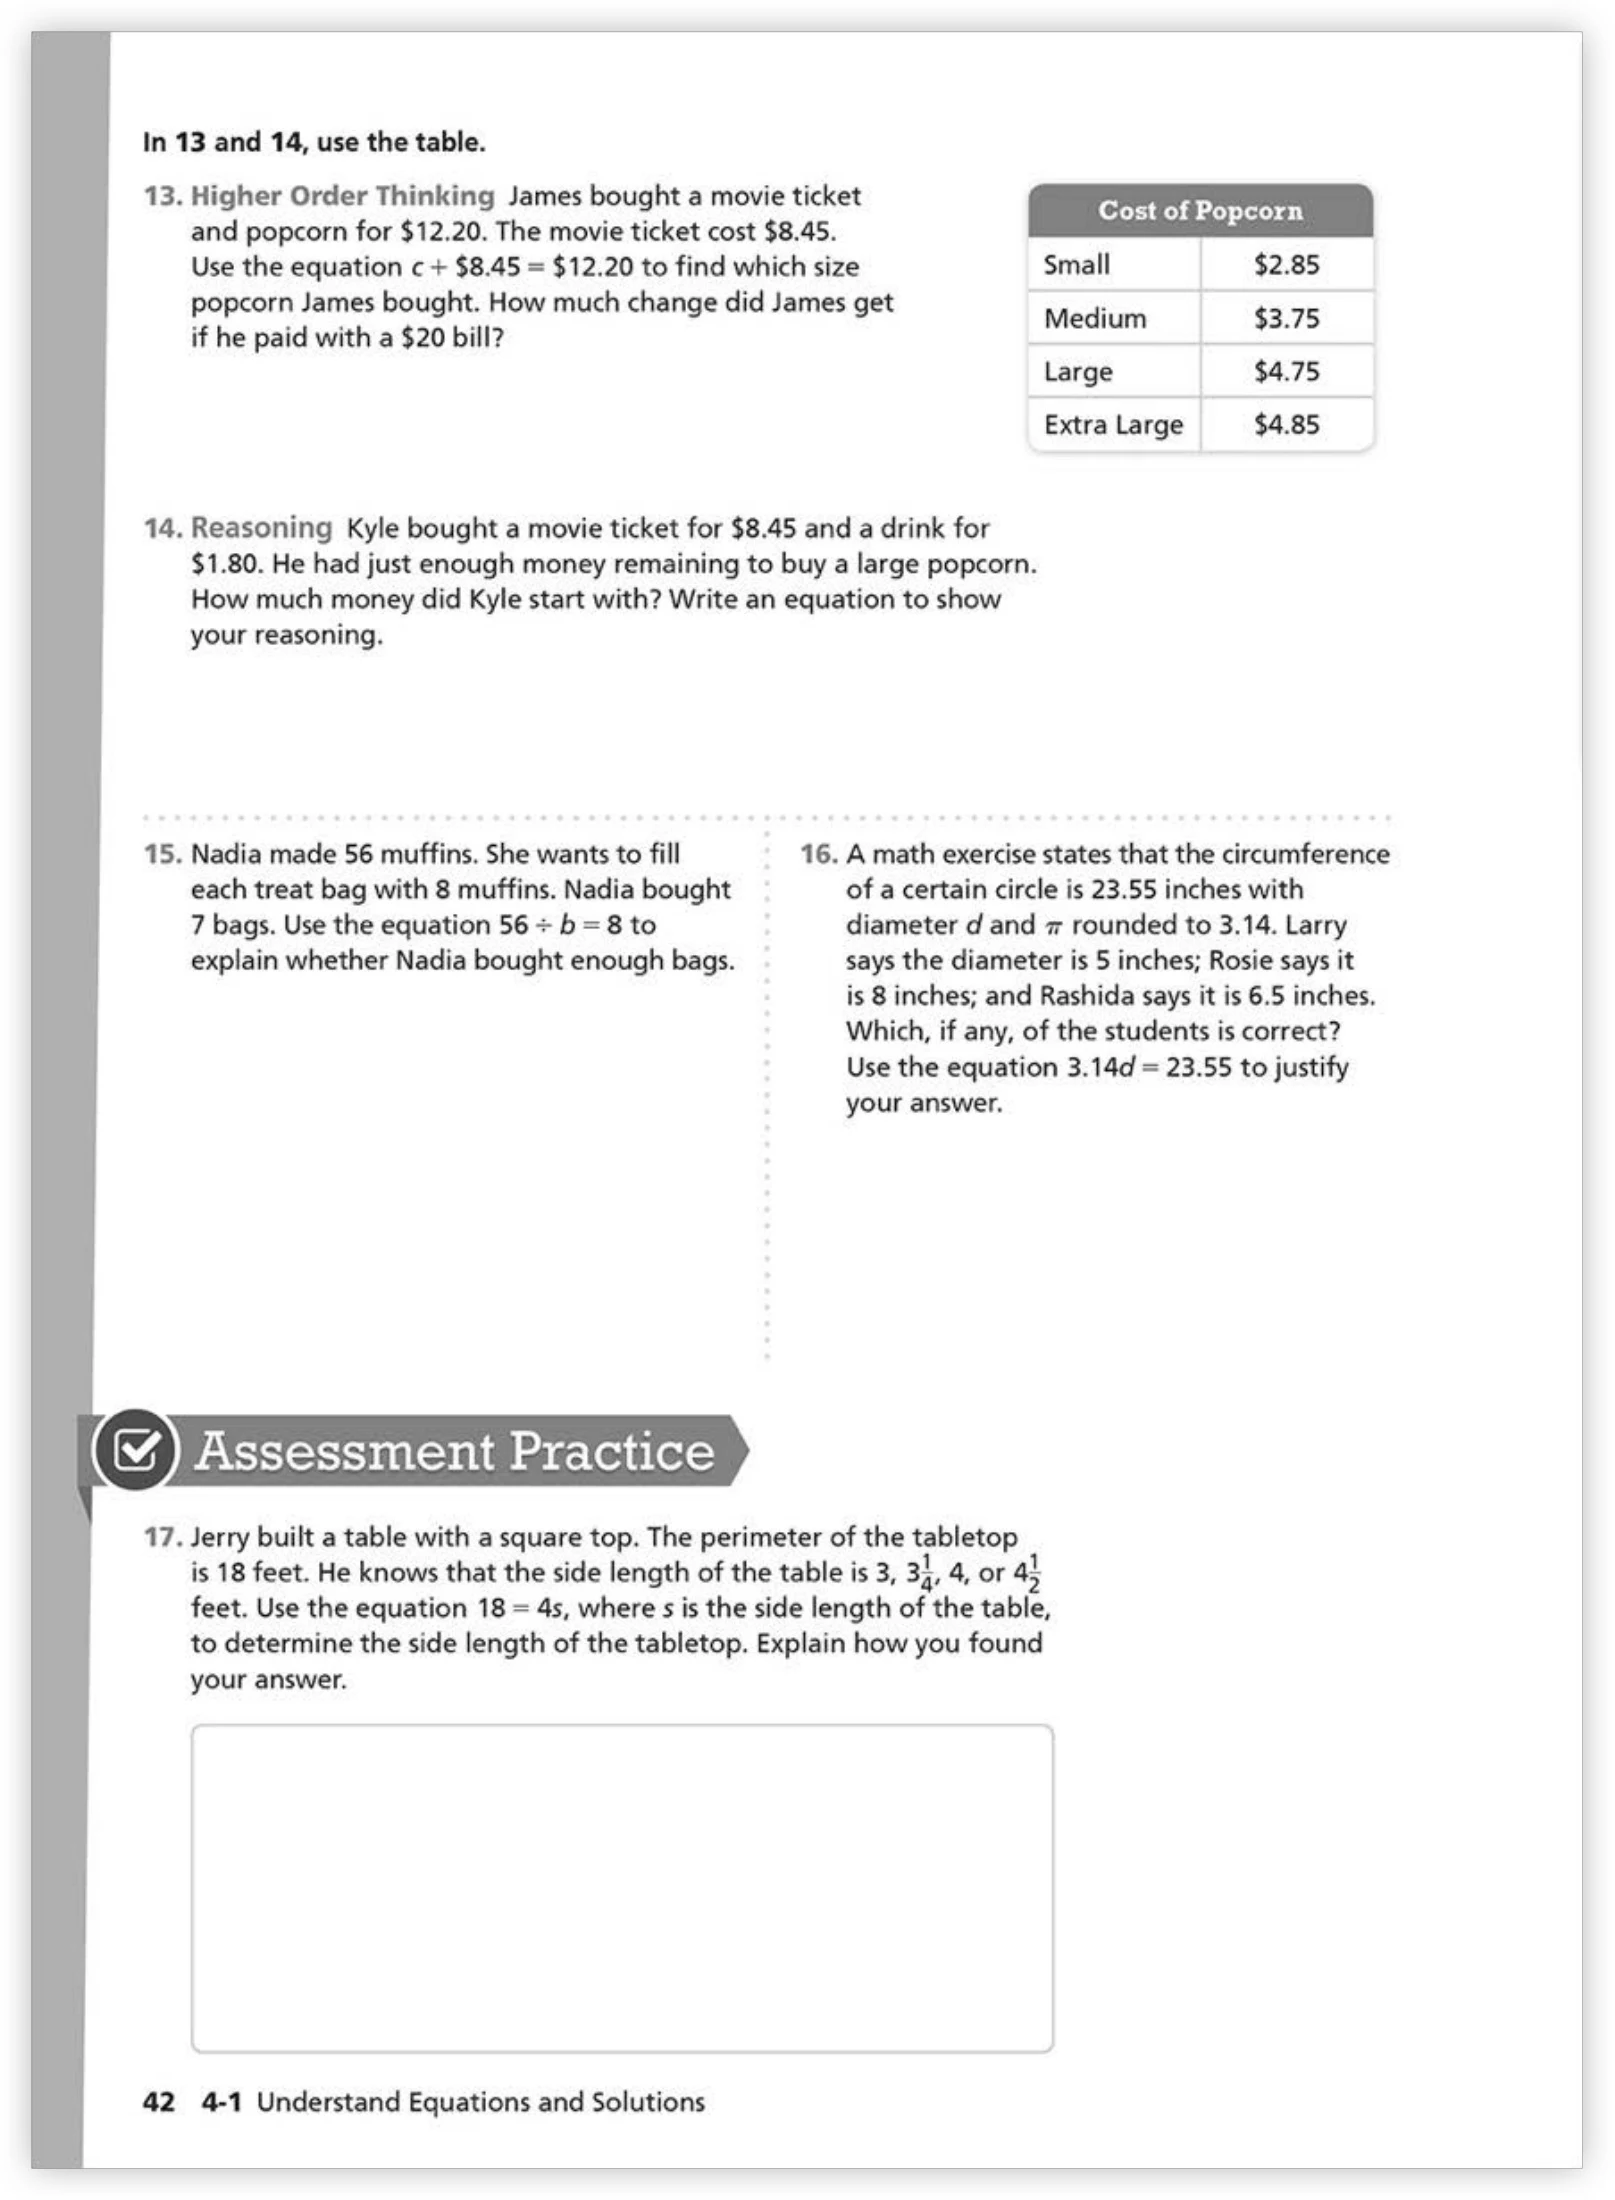 In 13 and 14, use the table.
13. Higher Order Thinking James bought a movie ticket
and popcorn for $12.20. The movie ticket cost $8.45.
Use the equation c + $8.45 = $12.20 to find which size
popcorn James bought. How much change did James get
if he paid with a $20 bill?
Cost of Popcorn
Small $2.85
Medium $3.75
Large $4.75
Extra Large $4.85
14. Reasoning Kyle bought a movie ticket for $8.45 and a drink for
$1.80. He had just enough money remaining to buy a large popcorn.
How much money did Kyle start with? Write an equation to show
your reasoning.
15. Nadia made 56 muffins. She wants to fill
each treat bag with 8 muffins. Nadia bought
7 bags. Use the equation 56 ÷ b = 8 to
explain whether Nadia bought enough bags.
16. A math exercise states that the circumference
of a certain circle is 23.55 inches with
diameter d and π rounded to 3.14. Larry
says the diameter is 5 inches; Rosie says it
is 8 inches; and Rashida says it is 6.5 inches.
Which, if any, of the students is correct?
Use the equation 3.14d = 23.55 to justify
your answer.
Assessment Practice
17. Jerry built a table with a square top. The perimeter of the tabletop
is 18 feet. He knows that the side length of the table is 3, 3 1/4, 4, or 4 1/2
feet. Use the equation 18 = 4s, where s is the side length of the table,
to determine the side length of the tabletop. Explain how you found
your answer.
42 4-1 Understand Equations and Solutions